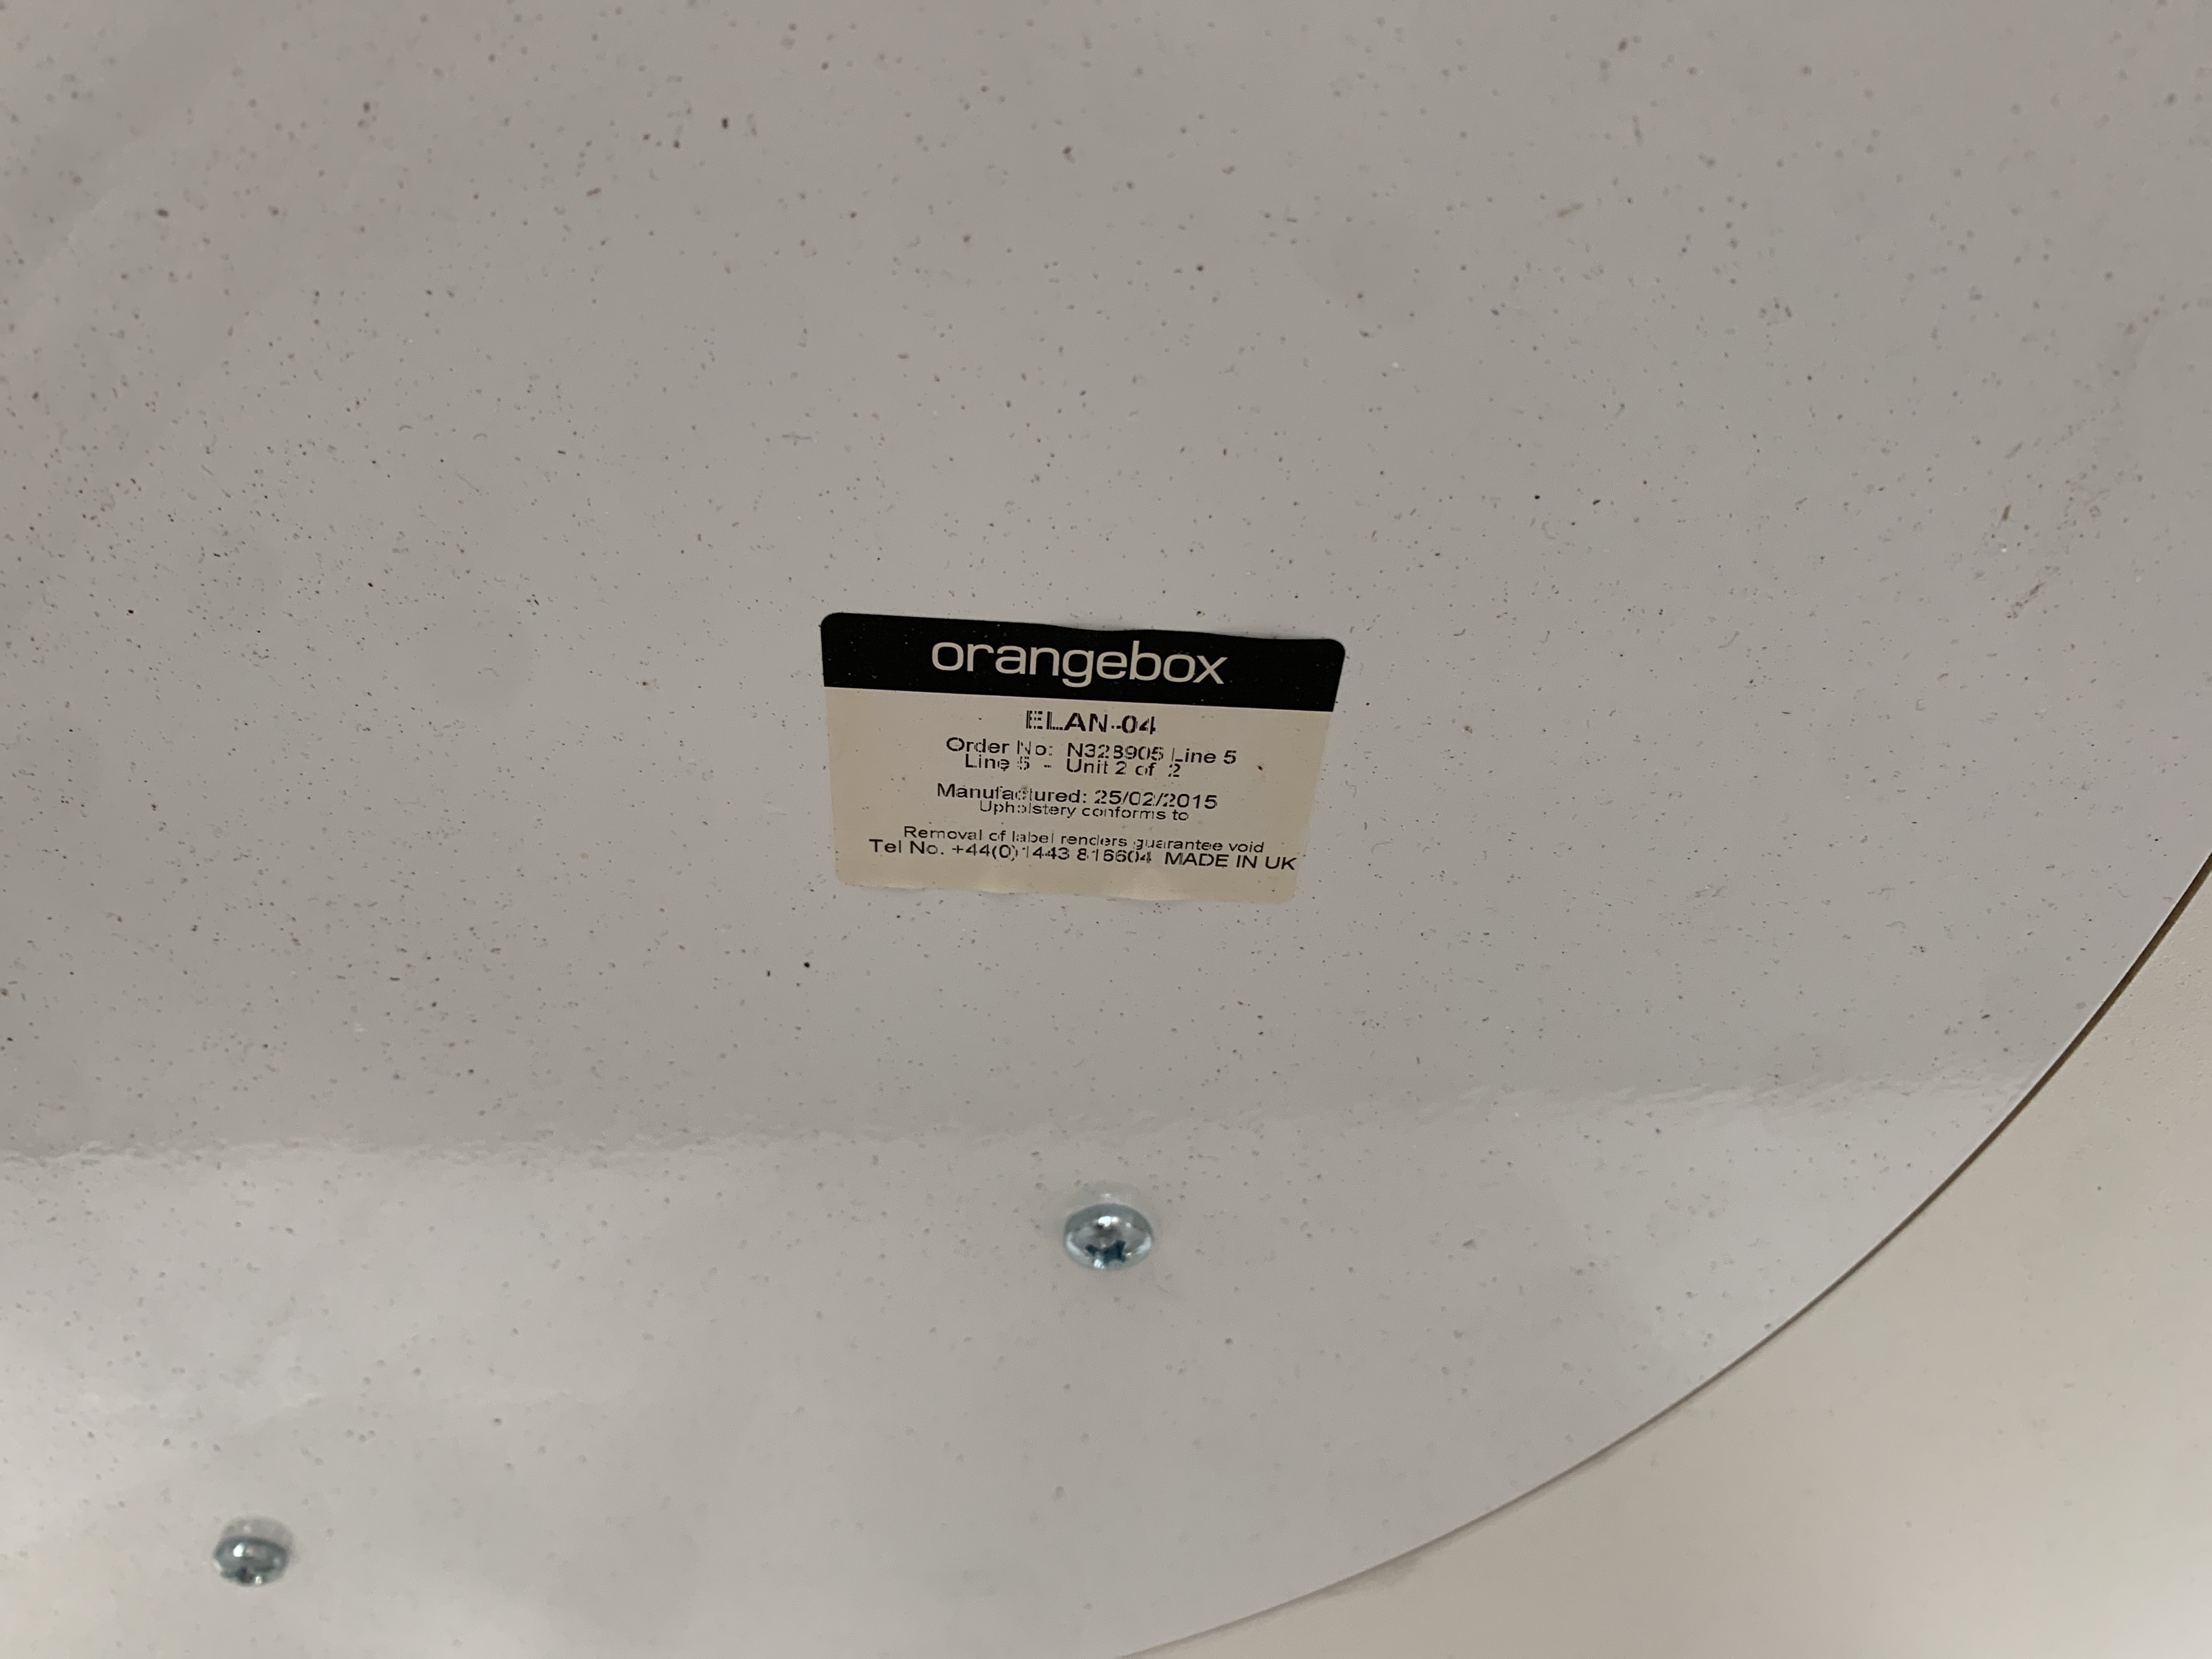 orangebox
ELAN-04
Order No: N328905 Line 5
Line 5 - Unit 2 of 2
Manufactured: 25/02/2015
Upholstery conforms to
Removal of label renders guarantee void
Tel No. +44(0)1443 816604 MADE IN UK